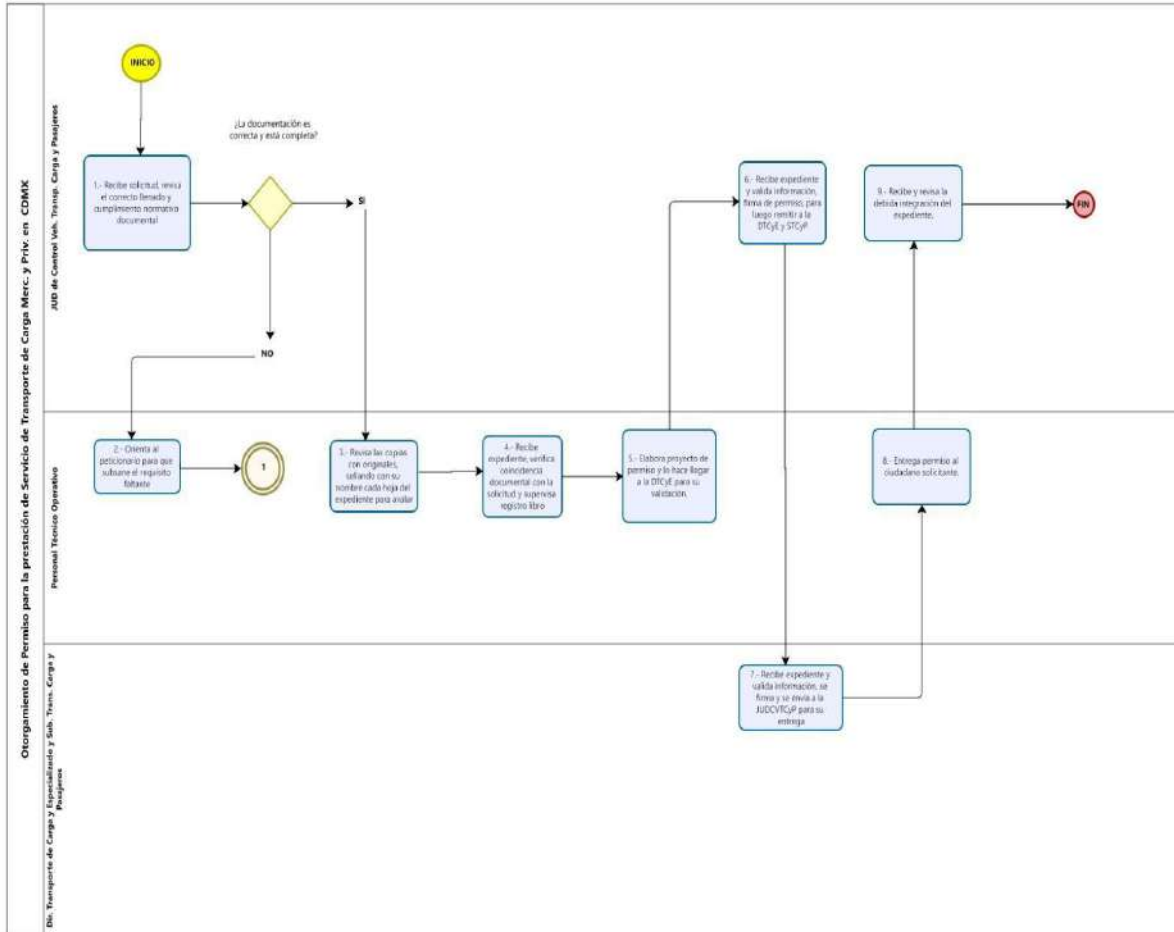 Otorgamiento de Permiso para la prestación de Servicio de Transporte de Carga Merc. y Priv. en CDMX
JUD de Control Veh. Transp. Carga y Pasajeros
INICIO
¿La documentación es
correcta y está completa?
1.- Recibe solicitud, revisa
el correcto llenado y
cumplimiento normativo
documental
SI
NO
6.- Recibe expediente
y valida información,
firma de permiso, para
luego remitir a la
DTCyE y STCyP
9.- Recibe y revisa la
debida integración del
expediente.
FIN
Personal Técnico Operativo
2.- Orienta al
peticionario para que
subsane el requisito
faltante
1
3.- Revisa las copias
con originales,
sellando con su
nombre cada hoja del
expediente para avalar
4.- Recibe
expediente, verifica
coincidencia
documental con la
solicitud y supervisa
registro libro
5.- Elabora proyecto de
permiso y lo hace llegar
a la DTCyE para su
validación.
8.- Entrega permiso al
ciudadano solicitante.
Dir. Transporte de Carga y Especializado y Sub. Trans. Carga y
Pasajeros
7.- Recibe expediente y
valida información, se
firma y se envía a la
JUDCVTCyP para su
entrega